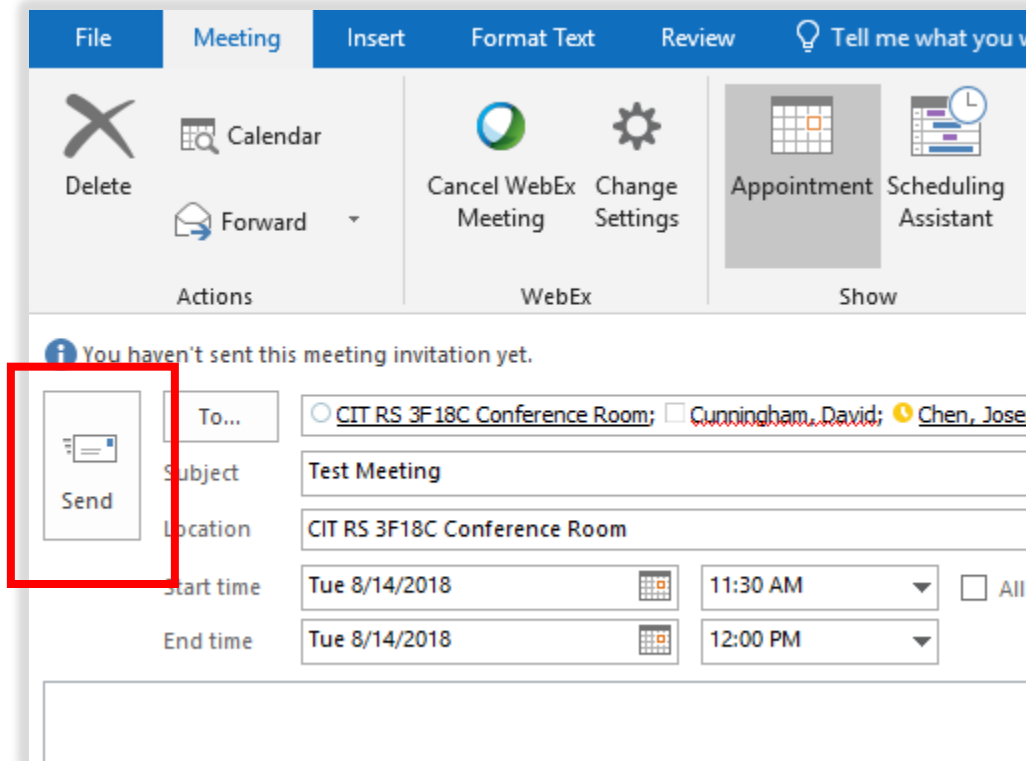 File Meeting Insert Format Text Review Tell me what you
Delete
Calendar
Forward
Actions
Cancel WebEx Meeting
Change Settings
WebEx
Appointment
Scheduling Assistant
Show
You haven't sent this meeting invitation yet.
Send
To... CIT RS 3F18C Conference Room; Cunningham, David; Chen, Jose
Subject Test Meeting
Location CIT RS 3F18C Conference Room
Start time Tue 8/14/2018 11:30 AM All
End time Tue 8/14/2018 12:00 PM